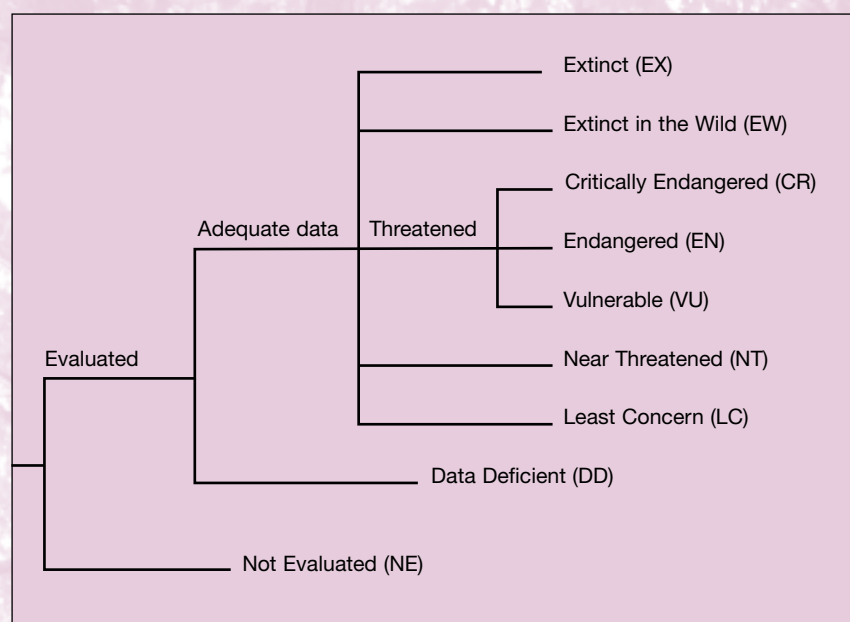 Extinct (EX)
Extinct in the Wild (EW)
Critically Endangered (CR)
Adequate data
Threatened
Endangered (EN)
Vulnerable (VU)
Evaluated
Near Threatened (NT)
Least Concern (LC)
Data Deficient (DD)
Not Evaluated (NE)